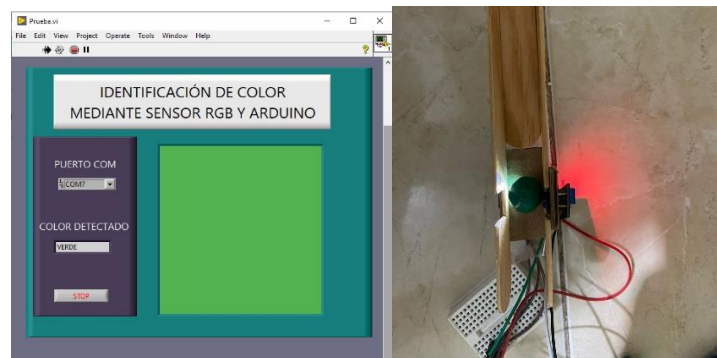 Prueba.vi
File Edit View Project Operate Tools Window Help
IDENTIFICACIÓN DE COLOR
MEDIANTE SENSOR RGB Y ARDUINO
PUERTO COM
COM7
COLOR DETECTADO
VERDE
STOP